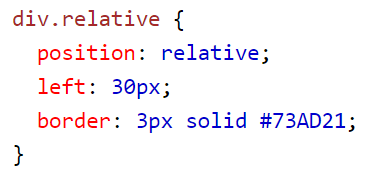 div.relative {
  position: relative;
  left: 30px;
  border: 3px solid #73AD21;
}